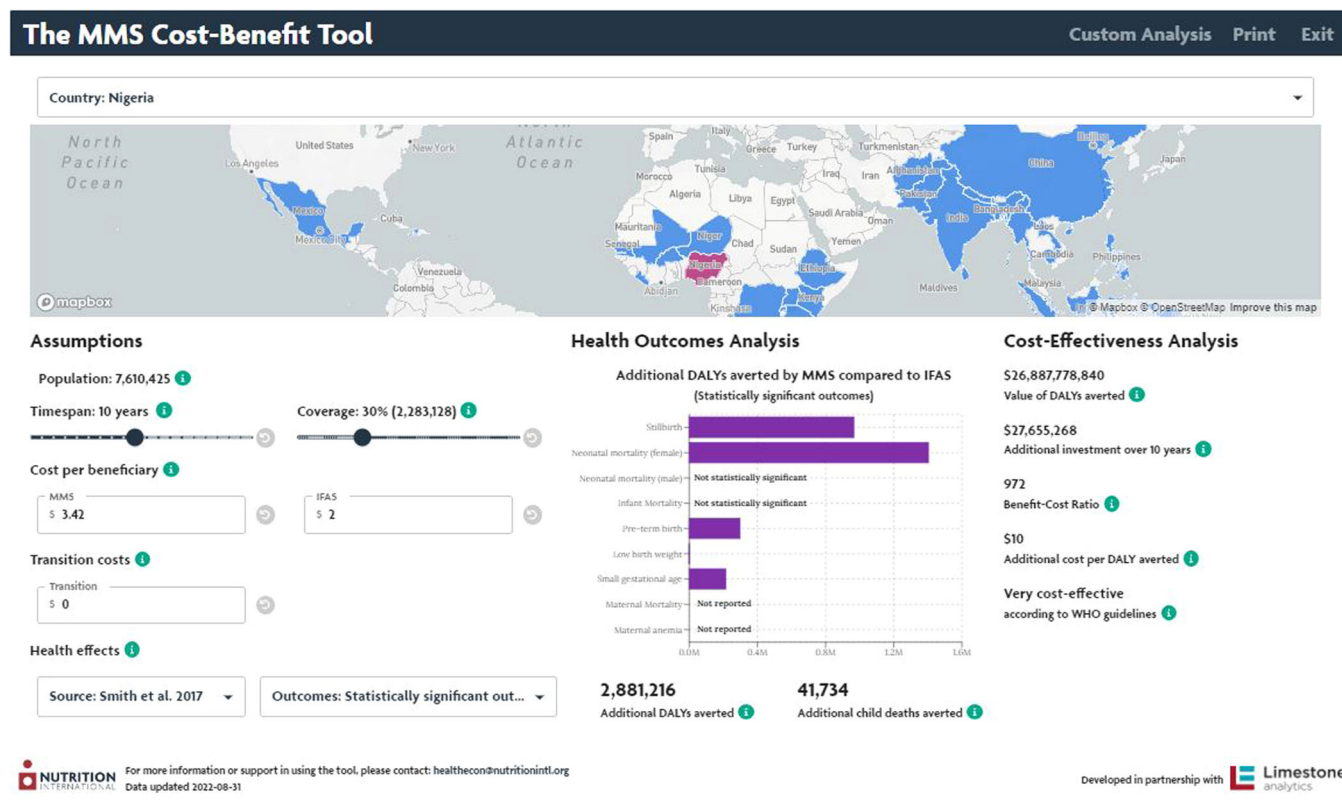 The MMS Cost-Benefit Tool
Custom Analysis Print Exit
Country: Nigeria
North
Pacific
Ocean
United States
New York
Los Angeles
Atlantic
Ocean
Mexico
Mexico City
Cuba
Venezuela
Colombia
Spain
Italy
Greece
Turkey
Turkmenistan
Morocco
Tunisia
Algeria
Libya
Egypt
Iraq
Iran
Afghanistan
Pakistan
Saudi Arabia
Oman
Yemen
Mauritania
Senegal
Niger
Chad
Sudan
Nigeria
Cameroon
Abidjan
Ethiopia
Kenya
Kinshasa
Maldives
India
Bangladesh
China
Beijing
Japan
Laos
Cambodia
Philippines
Malaysia
mapbox
© Mapbox © OpenStreetMap Improve this map
Assumptions
Population: 7,610,425
Timespan: 10 years
Coverage: 30% (2,283,128)
Cost per beneficiary
MMS
$ 3.42
IFAS
$ 2
Transition costs
Transition
$ 0
Health effects
Source: Smith et al. 2017
Outcomes: Statistically significant out...
Health Outcomes Analysis
Additional DALYs averted by MMS compared to IFAS
(Statistically significant outcomes)
Stillbirth
Neonatal mortality (female)
Neonatal mortality (male) Not statistically significant
Infant Mortality Not statistically significant
Pre-term birth
Low birth weight
Small gestational age
Maternal Mortality Not reported
Maternal anemia Not reported
0.0M 0.4M 0.8M 1.2M 1.6M
2,881,216
Additional DALYs averted
41,734
Additional child deaths averted
Cost-Effectiveness Analysis
$26,887,778,840
Value of DALYs averted
$27,655,268
Additional investment over 10 years
972
Benefit-Cost Ratio
$10
Additional cost per DALY averted
Very cost-effective
according to WHO guidelines
NUTRITION
INTERNATIONAL
For more information or support in using the tool, please contact: healthecon@nutritionintl.org
Data updated 2022-08-31
Developed in partnership with
Limestone
analytics